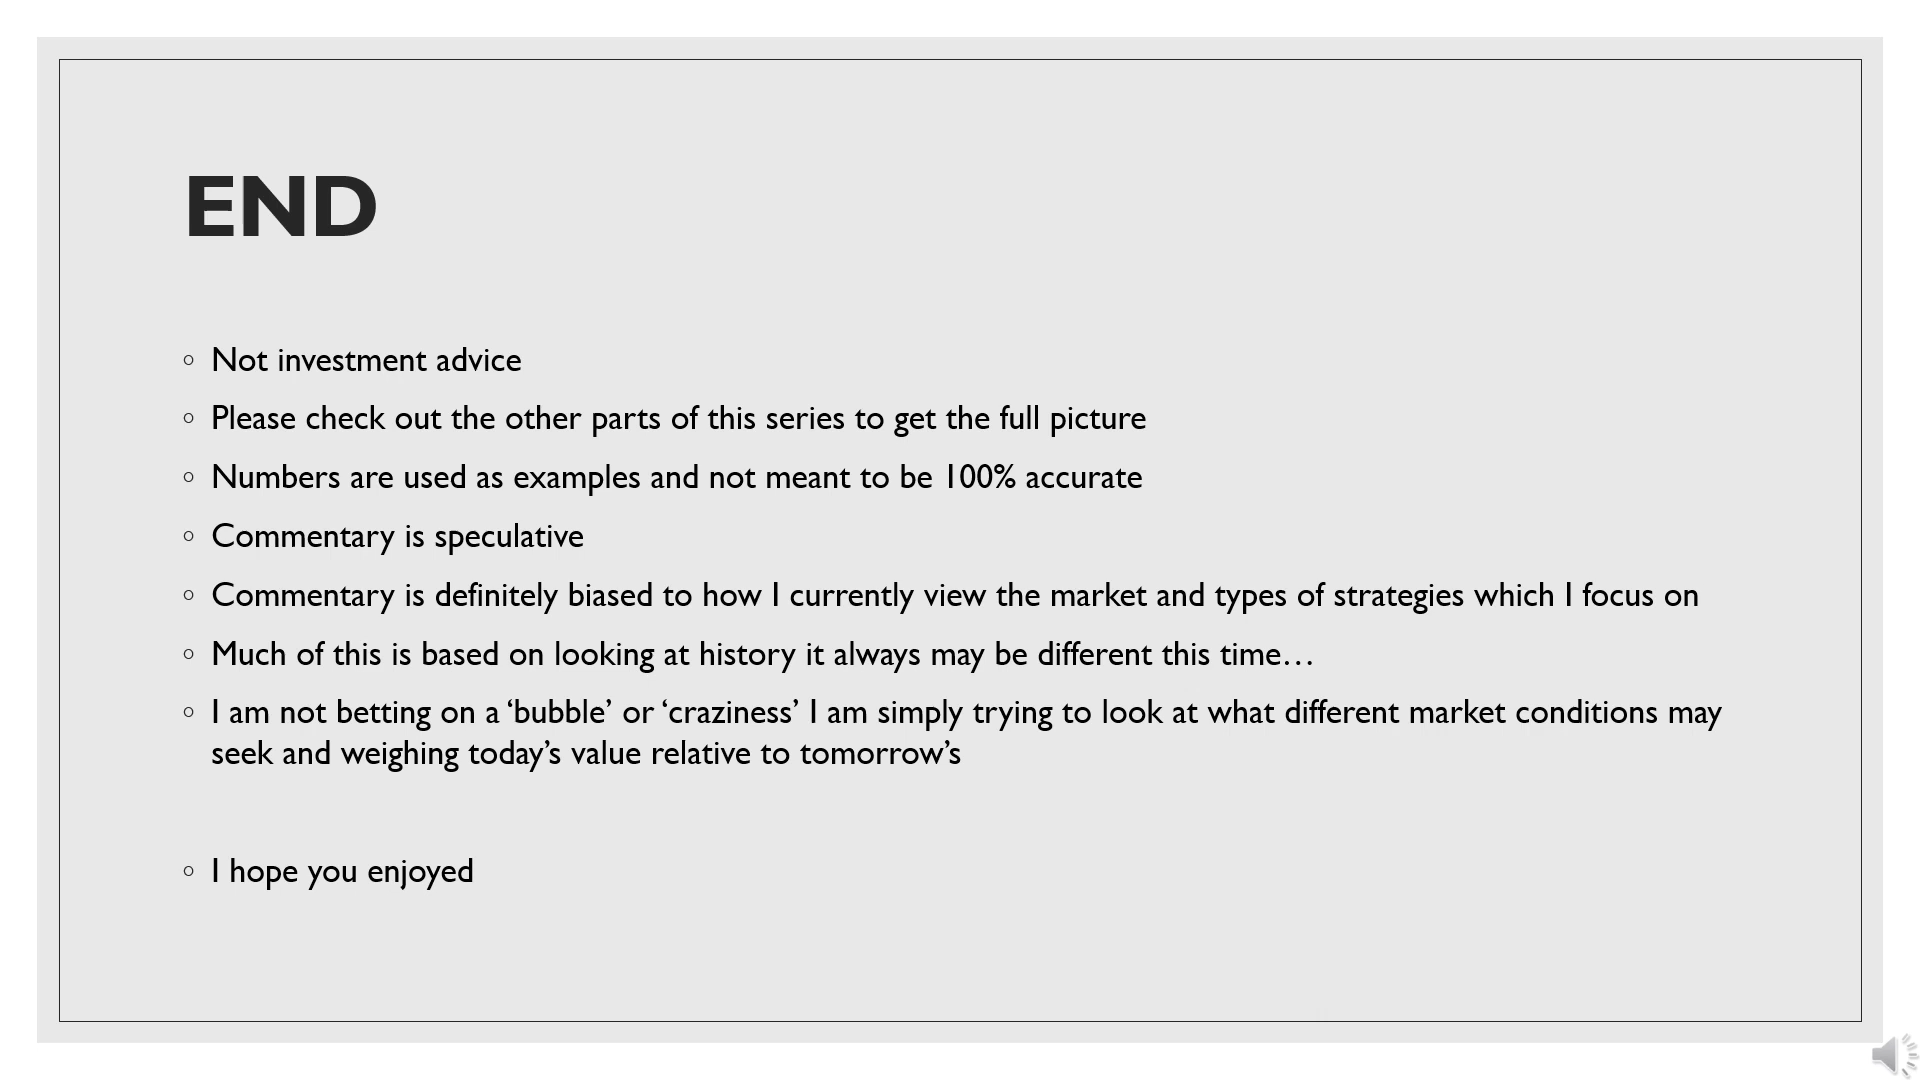 END
◦ Not investment advice
◦ Please check out the other parts of this series to get the full picture
◦ Numbers are used as examples and not meant to be 100% accurate
◦ Commentary is speculative
◦ Commentary is definitely biased to how I currently view the market and types of strategies which I focus on
◦ Much of this is based on looking at history it always may be different this time…
◦ I am not betting on a ‘bubble’ or ‘craziness’ I am simply trying to look at what different market conditions may
seek and weighing today’s value relative to tomorrow’s
◦ I hope you enjoyed